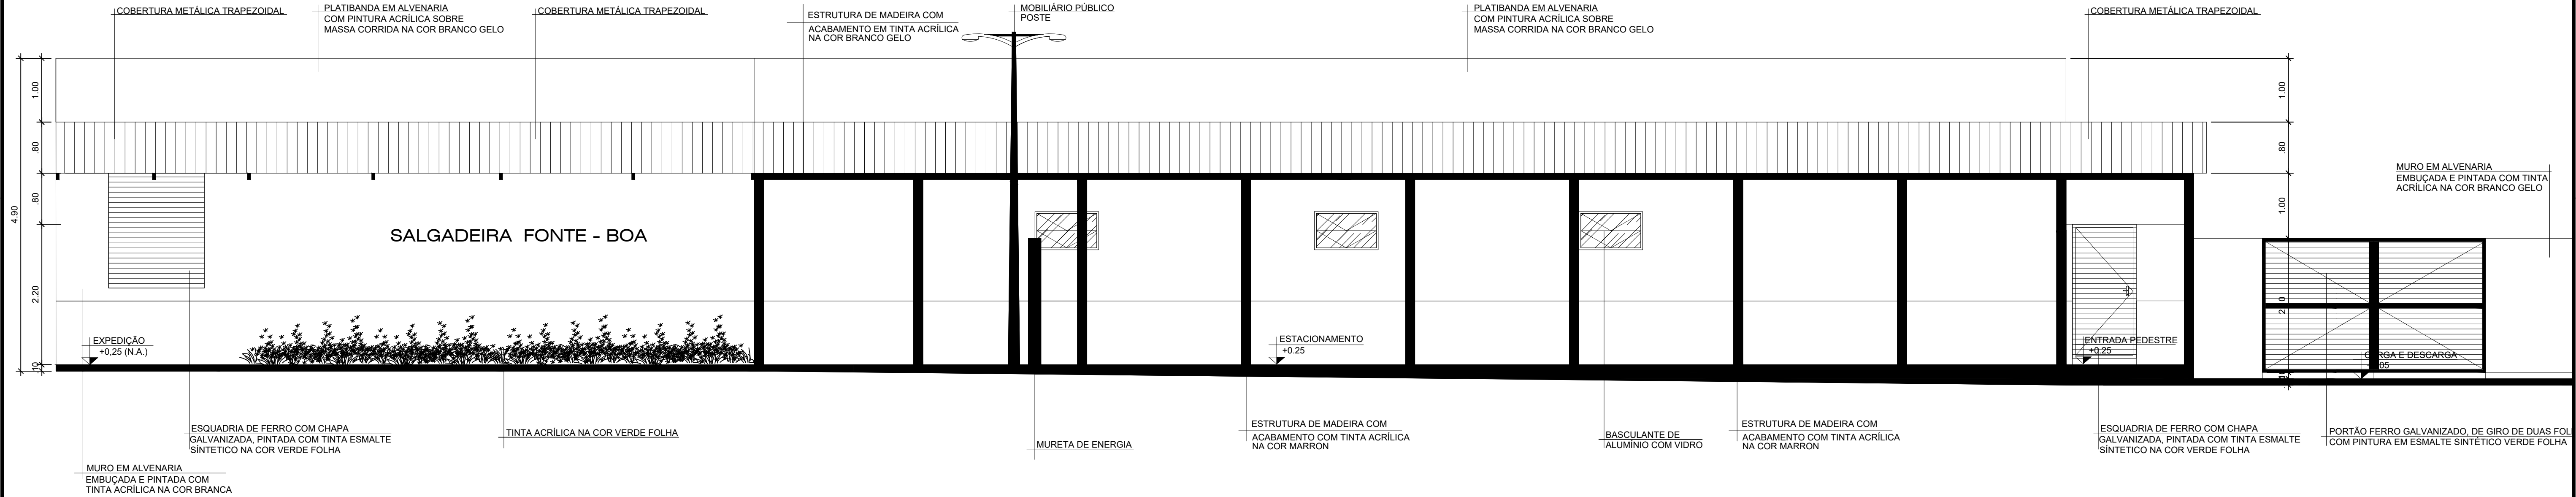 COBERTURA METÁLICA TRAPEZOIDAL
PLATIBANDA EM ALVENARIA
COM PINTURA ACRÍLICA SOBRE
MASSA CORRIDA NA COR BRANCO GELO
COBERTURA METÁLICA TRAPEZOIDAL
ESTRUTURA DE MADEIRA COM
ACABAMENTO EM TINTA ACRÍLICA
NA COR BRANCO GELO
MOBILIÁRIO PÚBLICO
POSTE
PLATIBANDA EM ALVENARIA
COM PINTURA ACRÍLICA SOBRE
MASSA CORRIDA NA COR BRANCO GELO
COBERTURA METÁLICA TRAPEZOIDAL
4.90
1.00
.80
.80
2.20
.10
1.00
.80
1.00
MURO EM ALVENARIA
EMBUÇADA E PINTADA COM TINTA
ACRÍLICA NA COR BRANCO GELO
SALGADEIRA FONTE - BOA
EXPEDIÇÃO
+0,25 (N.A.)
ESTACIONAMENTO
+0.25
ENTRADA PEDESTRE
+0.25
CARGA E DESCARGA
ESQUADRIA DE FERRO COM CHAPA
GALVANIZADA, PINTADA COM TINTA ESMALTE
SÍNTETICO NA COR VERDE FOLHA
MURO EM ALVENARIA
EMBUÇADA E PINTADA COM
TINTA ACRÍLICA NA COR BRANCA
TINTA ACRÍLICA NA COR VERDE FOLHA
MURETA DE ENERGIA
ESTRUTURA DE MADEIRA COM
ACABAMENTO COM TINTA ACRÍLICA
NA COR MARRON
BASCULANTE DE
ALUMÍNIO COM VIDRO
ESTRUTURA DE MADEIRA COM
ACABAMENTO COM TINTA ACRÍLICA
NA COR MARRON
ESQUADRIA DE FERRO COM CHAPA
GALVANIZADA, PINTADA COM TINTA ESMALTE
SÍNTETICO NA COR VERDE FOLHA
PORTÃO FERRO GALVANIZADO, DE GIRO DE DUAS FOL
COM PINTURA EM ESMALTE SINTÉTICO VERDE FOLHA